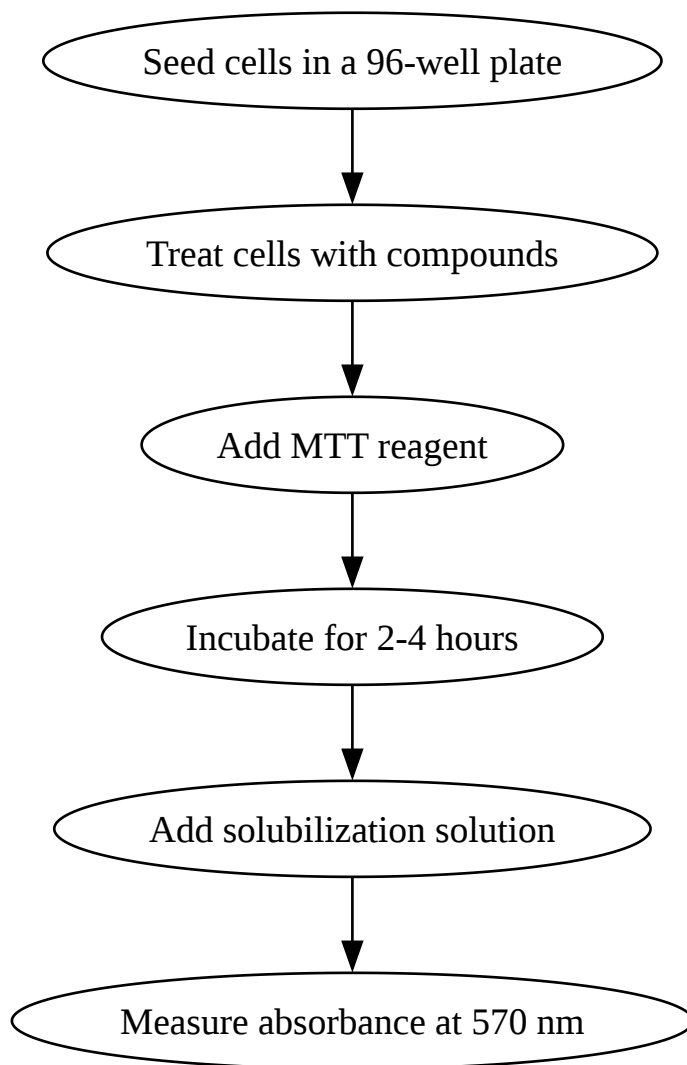 Seed cells in a 96-well plate
Treat cells with compounds
Add MTT reagent
Incubate for 2-4 hours
Add solubilization solution
Measure absorbance at 570 nm